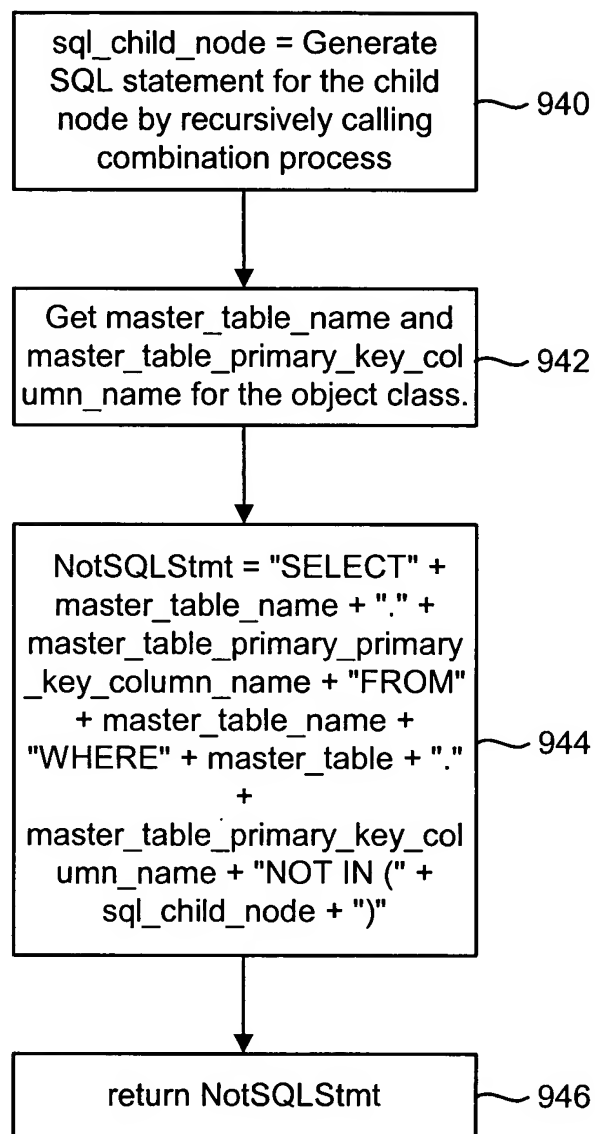 sql_child_node = Generate
SQL statement for the child
node by recursively calling
combination process
940
Get master_table_name and
master_table_primary_key_col
umn_name for the object class.
942
NotSQLStmt = "SELECT" +
master_table_name + "." +
master_table_primary_primary
_key_column_name + "FROM"
+ master_table_name +
"WHERE" + master_table + "."
+
master_table_primary_key_col
umn_name + "NOT IN (" +
sql_child_node + ")"
944
return NotSQLStmt
946